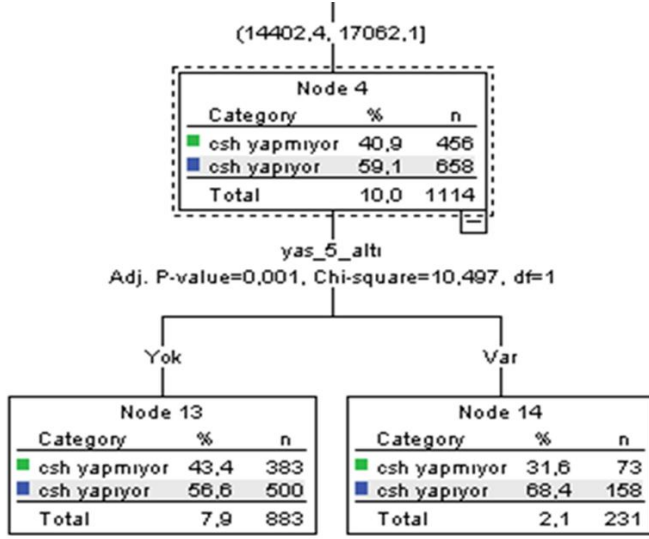 (14402,4, 17062,1]
Node 4
Category % n
csh yapmıyor 40,9 456
csh yapıyor 59,1 658
Total 10,0 1114
yas_5_altı
Adj. P-value=0,001, Chi-square=10,497, df=1
Yok
Var
Node 13
Category % n
csh yapmıyor 43,4 383
csh yapıyor 56,6 500
Total 7,9 883
Node 14
Category % n
csh yapmıyor 31,6 73
csh yapıyor 68,4 158
Total 2,1 231